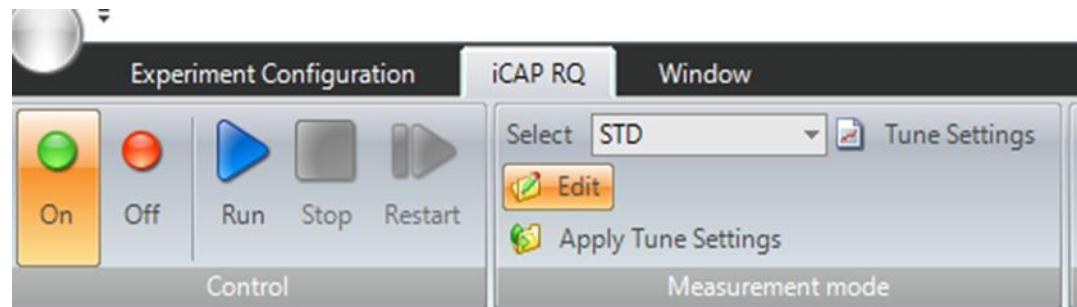 Experiment Configuration iCAP RQ Window
Select STD Tune Settings
Edit
On Off Run Stop Restart
Apply Tune Settings
Control Measurement mode